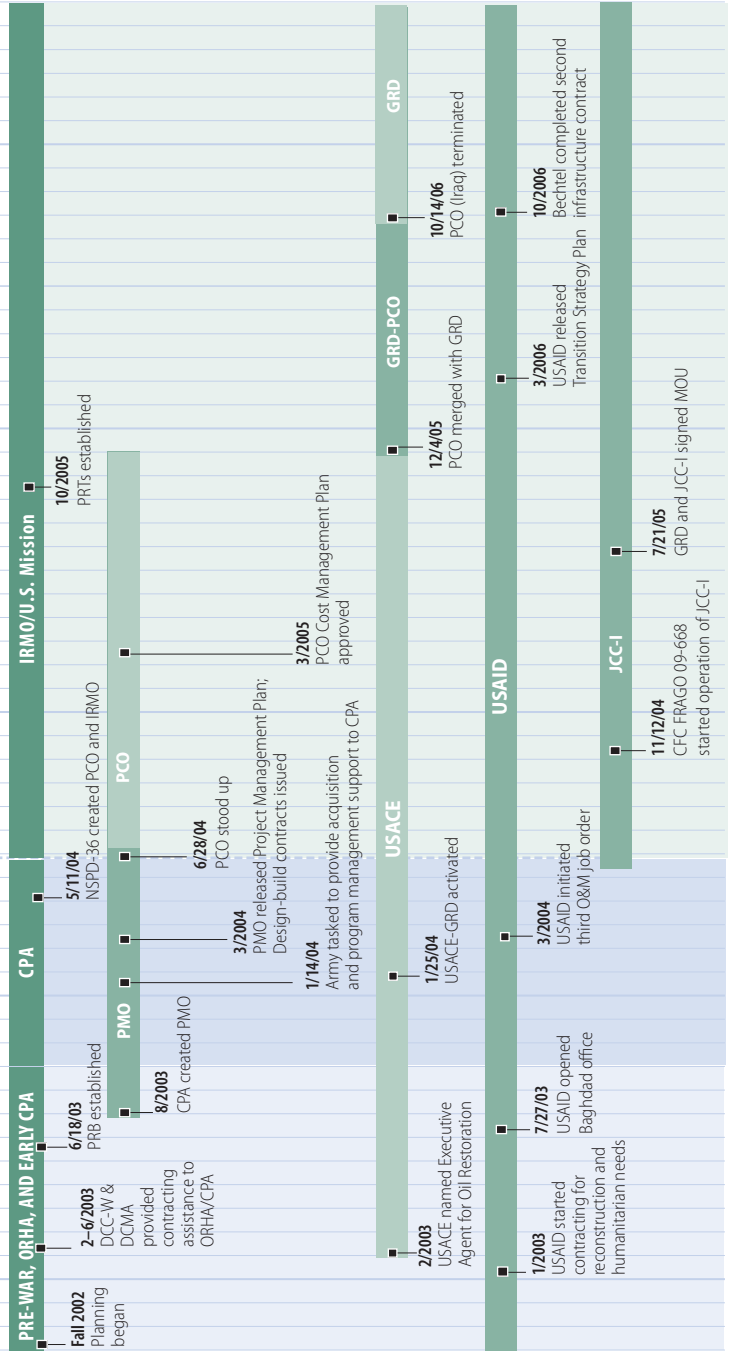 PRE-WAR, ORHA, AND EARLY CPA
CPA
IRMO/U.S. Mission
Fall 2002
Planning
began
2–6/2003
DCC-W &
DCMA
provided
contracting
assistance to
ORHA/CPA
6/18/03
PRB established
5/11/04
NSPD-36 created PCO and IRMO
10/2005
PRTs established
PMO
PCO
8/2003
CPA created PMO
1/14/04
Army tasked to provide acquisition
and program management support to CPA
3/2004
PMO released Project Management Plan;
Design-build contracts issued
6/28/04
PCO stood up
3/2005
PCO Cost Management Plan
approved
USACE
GRD-PCO
GRD
2/2003
USACE named Executive
Agent for Oil Restoration
1/25/04
USACE-GRD activated
12/4/05
PCO merged with GRD
10/14/06
PCO (Iraq) terminated
USAID
1/2003
USAID started
contracting for
reconstruction and
humanitarian needs
7/27/03
USAID opened
Baghdad office
3/2004
USAID initiated
third O&M job order
3/2006
USAID released
Transition Strategy Plan
10/2006
Bechtel completed second
infrastructure contract
JCC-I
11/12/04
CFC FRAGO 09-668
started operation of JCC-I
7/21/05
GRD and JCC-I signed MOU